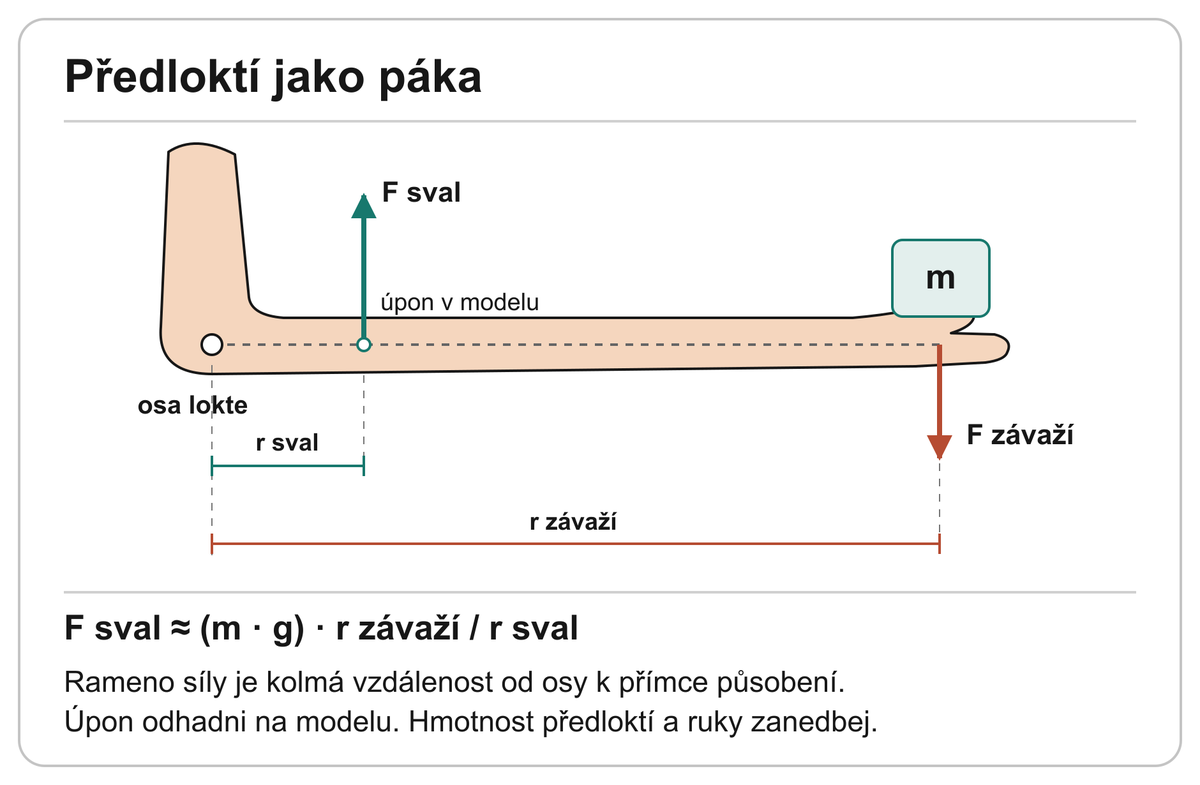 Předloktí jako páka
F sval
m
úpon v modelu
osa lokte
F závaží
r sval
r závaží
F sval ≈ (m · g) · r závaží / r sval
Rameno síly je kolmá vzdálenost od osy k přímce působení.
Úpon odhadni na modelu. Hmotnost předloktí a ruky zanedbej.